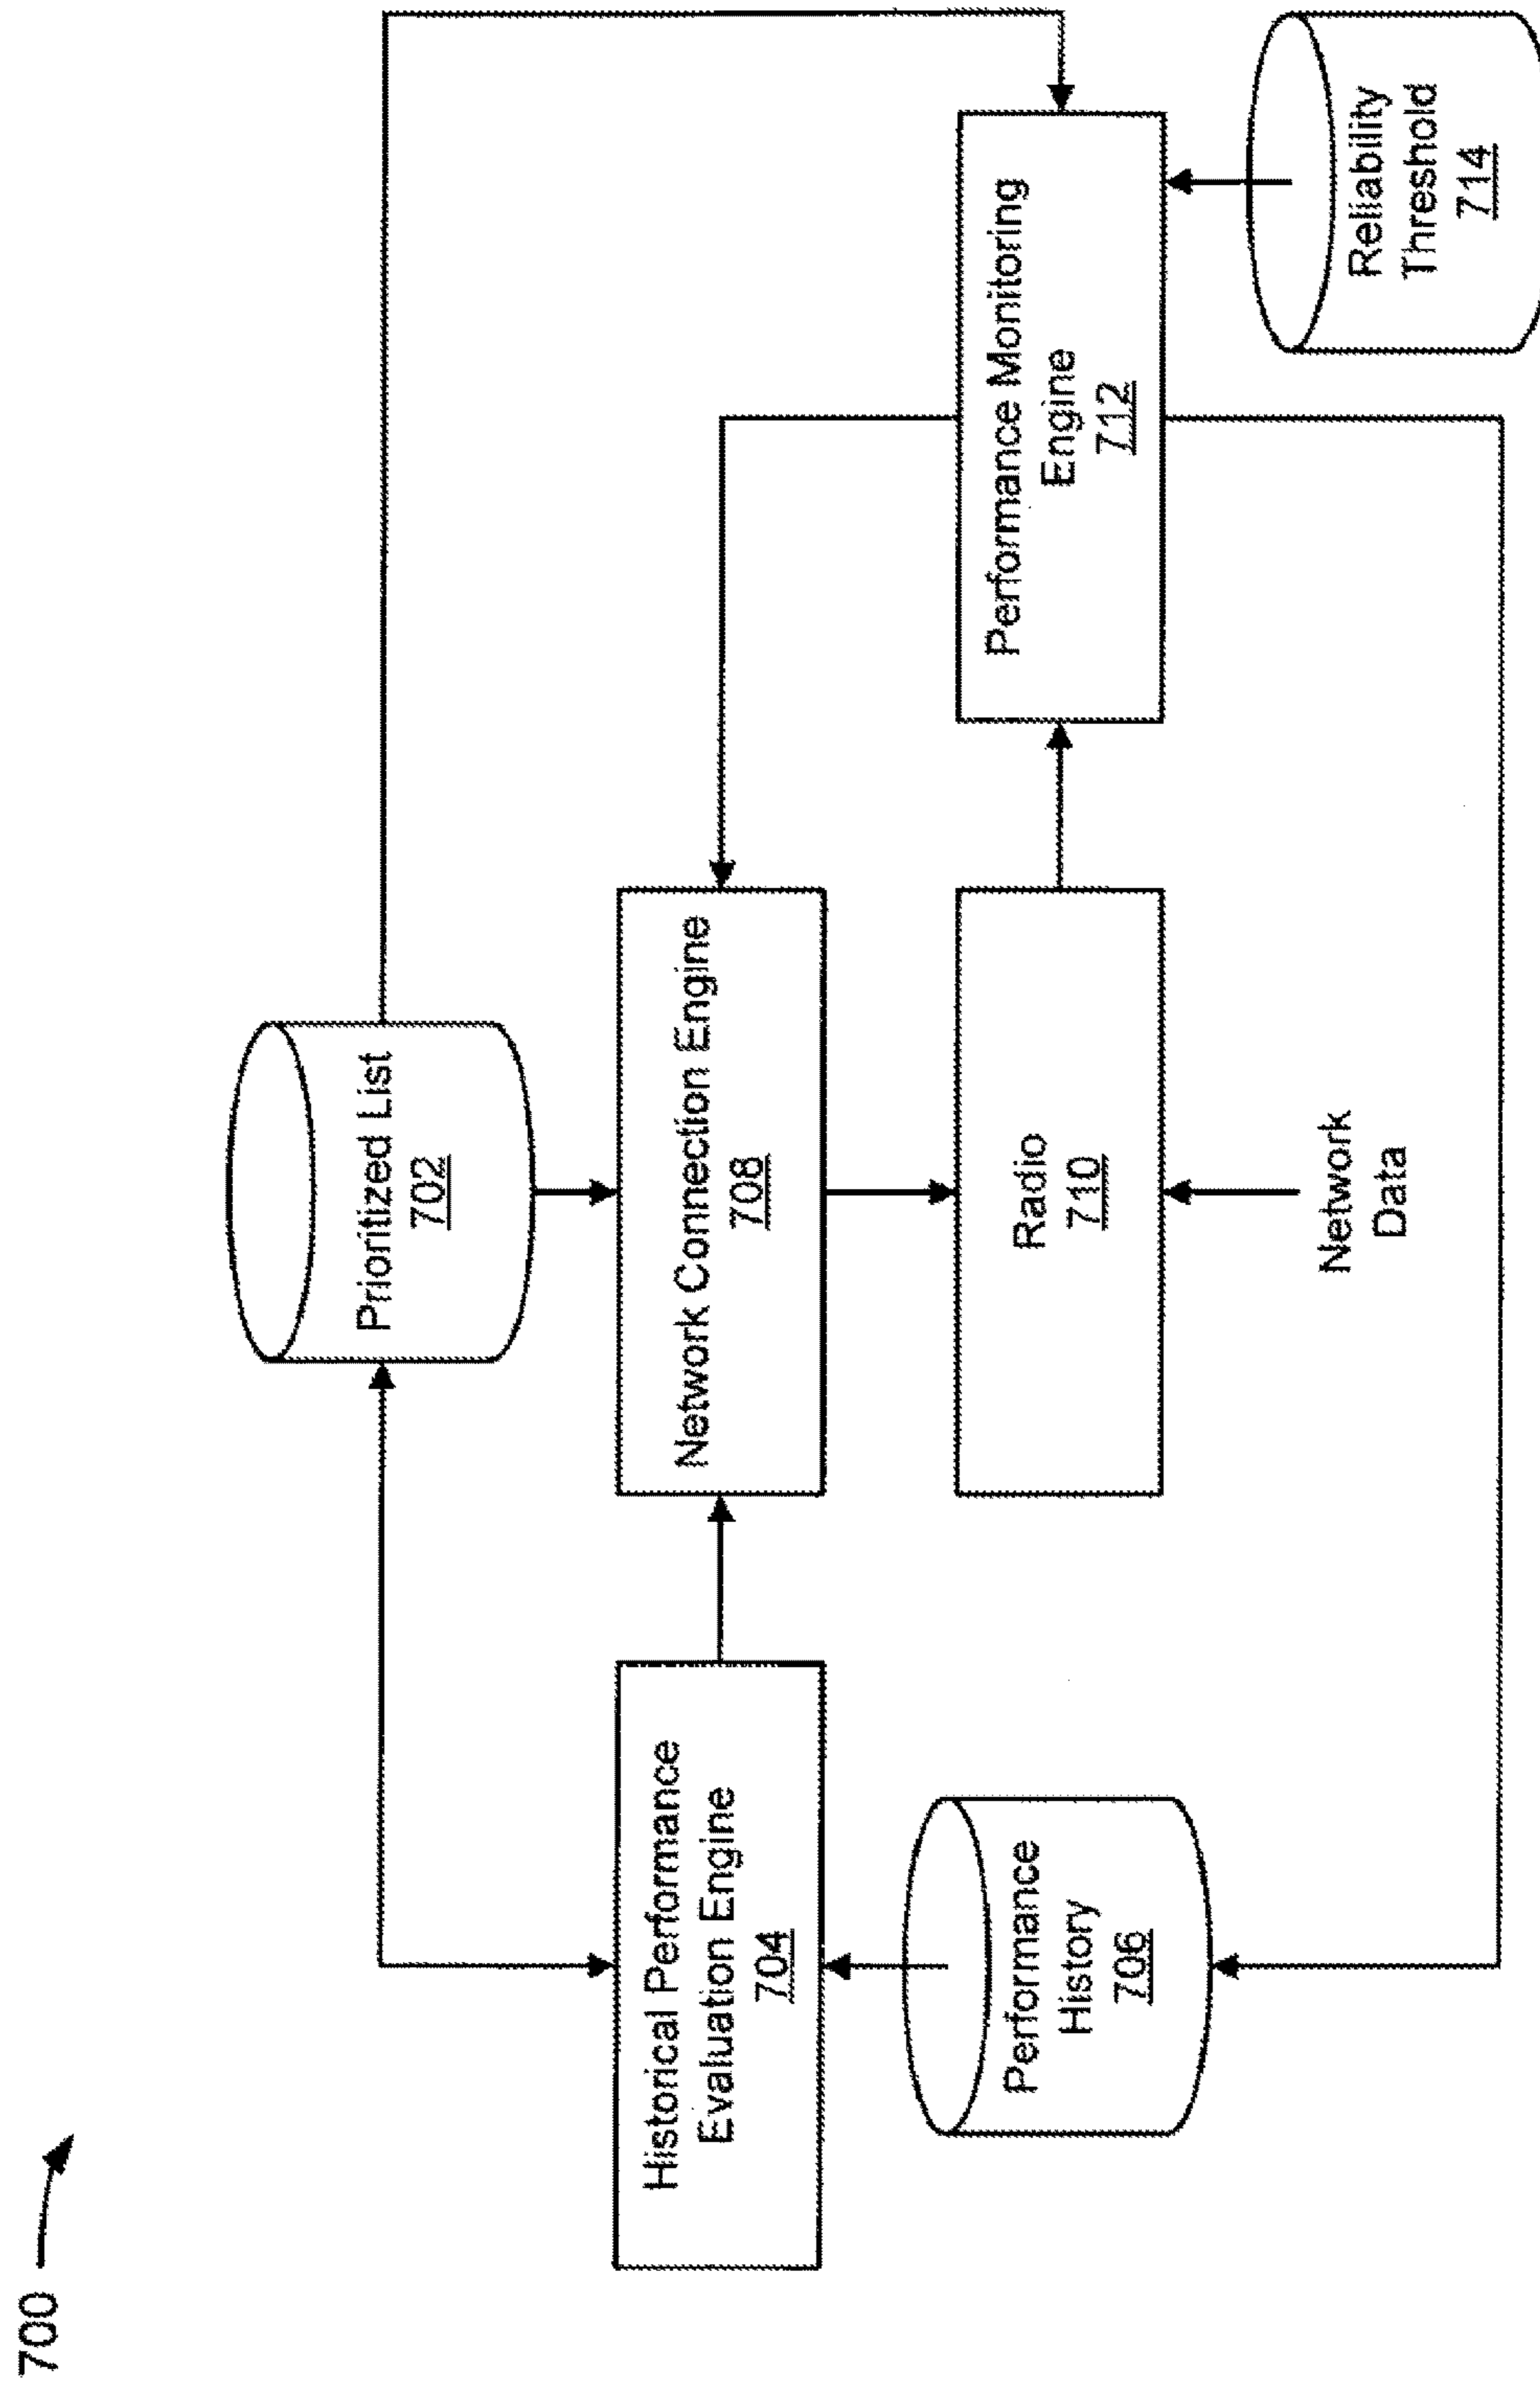 700
Prioritized List
702
Historical Performance
Evaluation Engine
704
Network Connection Engine
708
Performance
History
706
Radio
710
Performance Monitoring
Engine
712
Network
Data
Reliability
Threshold
714